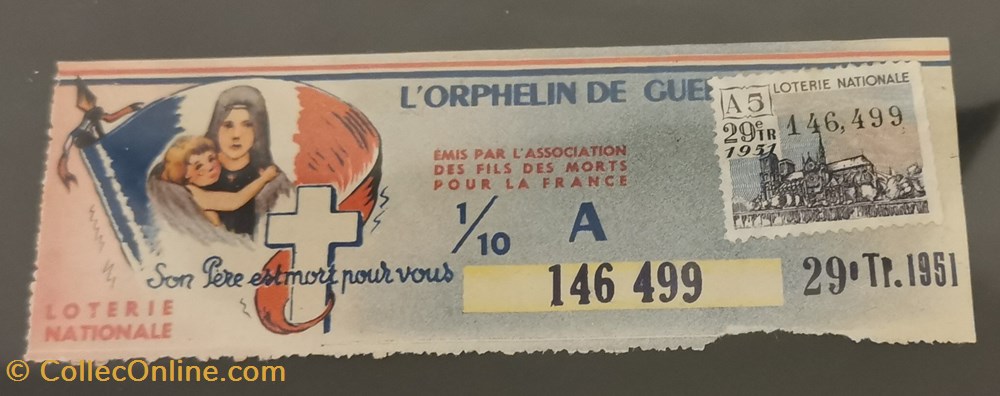 L'ORPHELIN DE GUE
LOTERIE NATIONALE
A5
29e TR
1951
146,499
ÉMIS PAR L'ASSOCIATION
DES FILS DES MORTS
POUR LA FRANCE
1/10 A
Son Père est mort pour vous
146 499
29e Tr. 1951
LOTERIE
NATIONALE
© CollecOnline.com